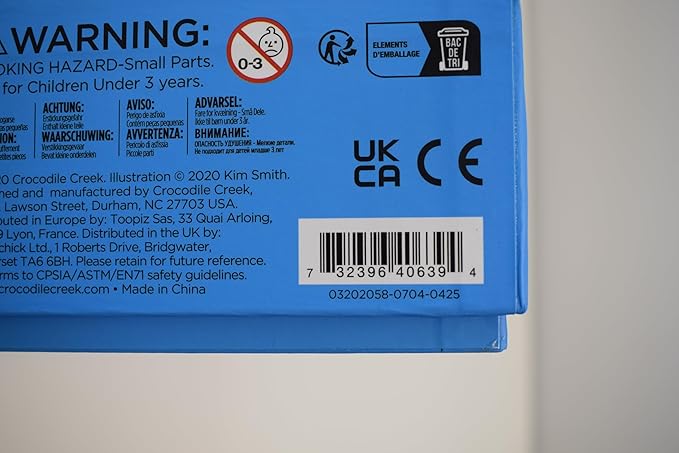 WARNING:
OKING HAZARD-Small Parts.
for Children Under 3 years.
0-3
ELEMENTS
D'EMBALLAGE
BAC
DE
TRI
ACHTUNG:
Erstickungsgefahr
Enthält kleine teile
AVISO:
Perigo de asfixia
Contém peças pequenas
ADVARSEL:
Fare for kvælning - Små Dele.
Ikke til børn under 3 år.
WAARSCHUWING:
Verstikkingsgevaar
Bevat kleine onderdelen
AVVERTENZA:
Pericolo di asfissia
Piccole parti
ВНИМАНИЕ:
ОПАСНОСТЬ УДУШЕНИЯ - Мелкие детали.
Не подходит для детей младше 3 лет
UK
CA CE
20 Crocodile Creek. Illustration © 2020 Kim Smith.
ned and manufactured by Crocodile Creek,
Lawson Street, Durham, NC 27703 USA.
buted in Europe by: Toopiz Sas, 33 Quai Arloing,
9 Lyon, France. Distributed in the UK by:
chick Ltd., 1 Roberts Drive, Bridgwater,
rset TA6 6BH. Please retain for future reference.
rms to CPSIA/ASTM/EN71 safety guidelines.
crocodilecreek.com • Made in China
7 32396 40639 4
03202058-0704-0425